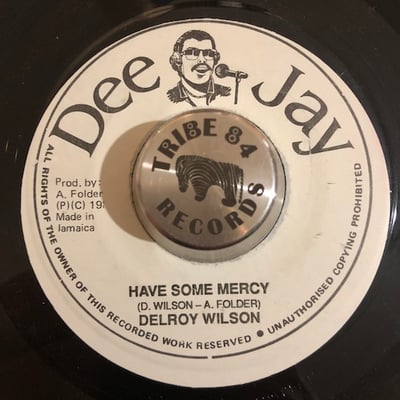 Dee Jay
TRIBE 84
RECORDS
Prod. by:
A, Folder
(P)(C)
Made in
Jamaica
HAVE SOME MERCY
(D. WILSON – A. FOLDER)
DELROY WILSON
ALL RIGHTS OF THE OWNER OF THIS RECORDED WORK RESERVED • UNAUTHORISED COPYING PROHIBITED